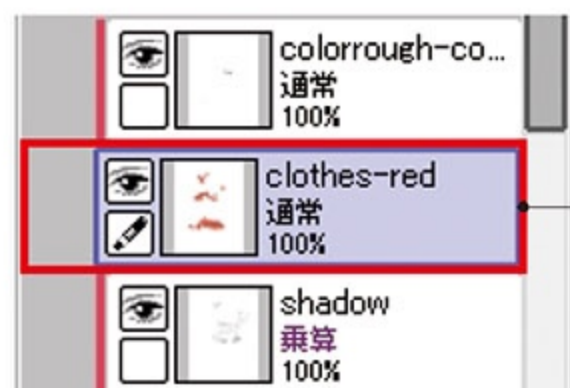 colorrough-co...
通常
100%
clothes-red
通常
100%
shadow
乗算
100%